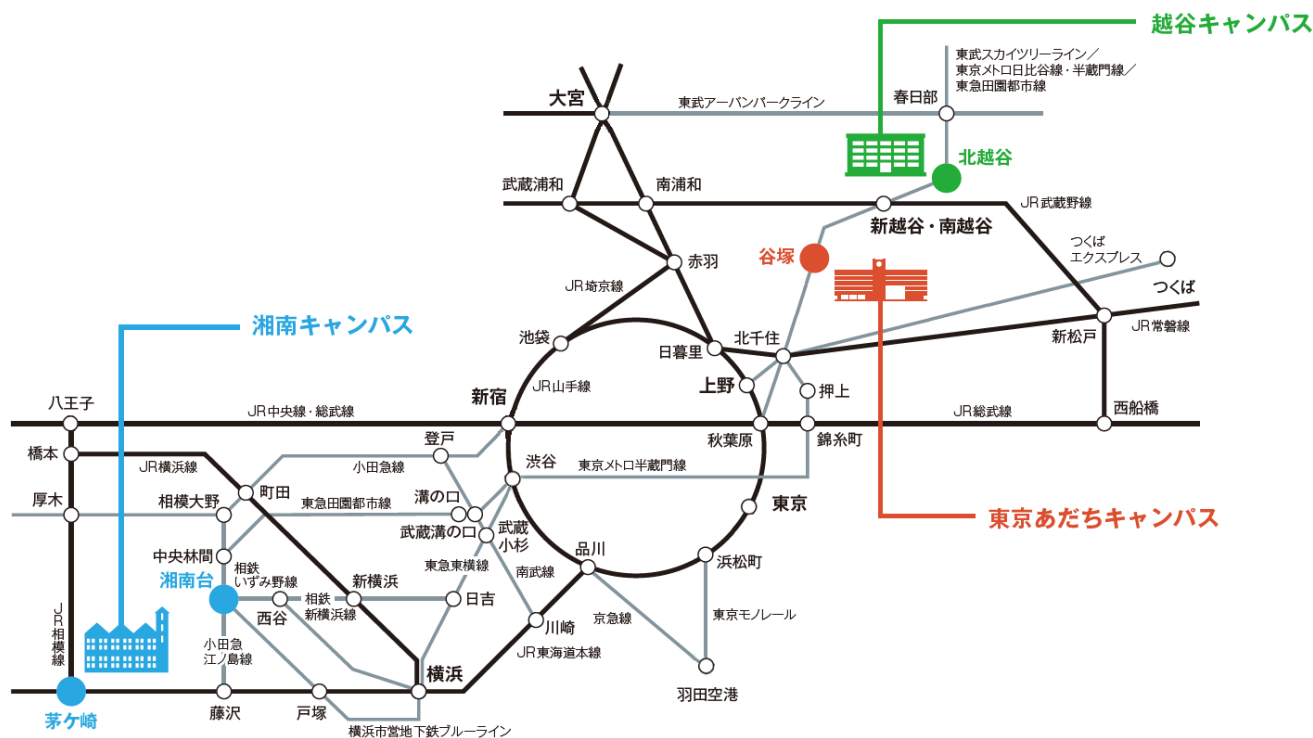 越谷キャンパス
東武スカイツリーライン／
東京メトロ日比谷線・半蔵門線／
東急田園都市線
大宮
東武アーバンパークライン
春日部
北越谷
武蔵浦和
南浦和
JR武蔵野線
新越谷・南越谷
つくば
エクスプレス
谷塚
赤羽
つくば
JR埼京線
湘南キャンパス
JR常磐線
池袋
日暮里
北千住
新松戸
JR山手線
上野
押上
新宿
八王子
JR中央線・総武線
JR総武線
西船橋
登戸
秋葉原
錦糸町
橋本
JR横浜線
小田急線
渋谷
東京メトロ半蔵門線
厚木
相模大野
町田
東急田園都市線
溝の口
東京
東京あだちキャンパス
武蔵溝の口
武蔵
小杉
中央林間
品川
浜松町
相鉄
いずみ野線
東急東横線
南武線
湘南台
新横浜
相鉄
新横浜線
西谷
日吉
京急線
東京モノレール
川崎
JR相模線
小田急
江ノ島線
JR東海道本線
横浜
羽田空港
茅ケ崎
藤沢
戸塚
横浜市営地下鉄ブルーライン